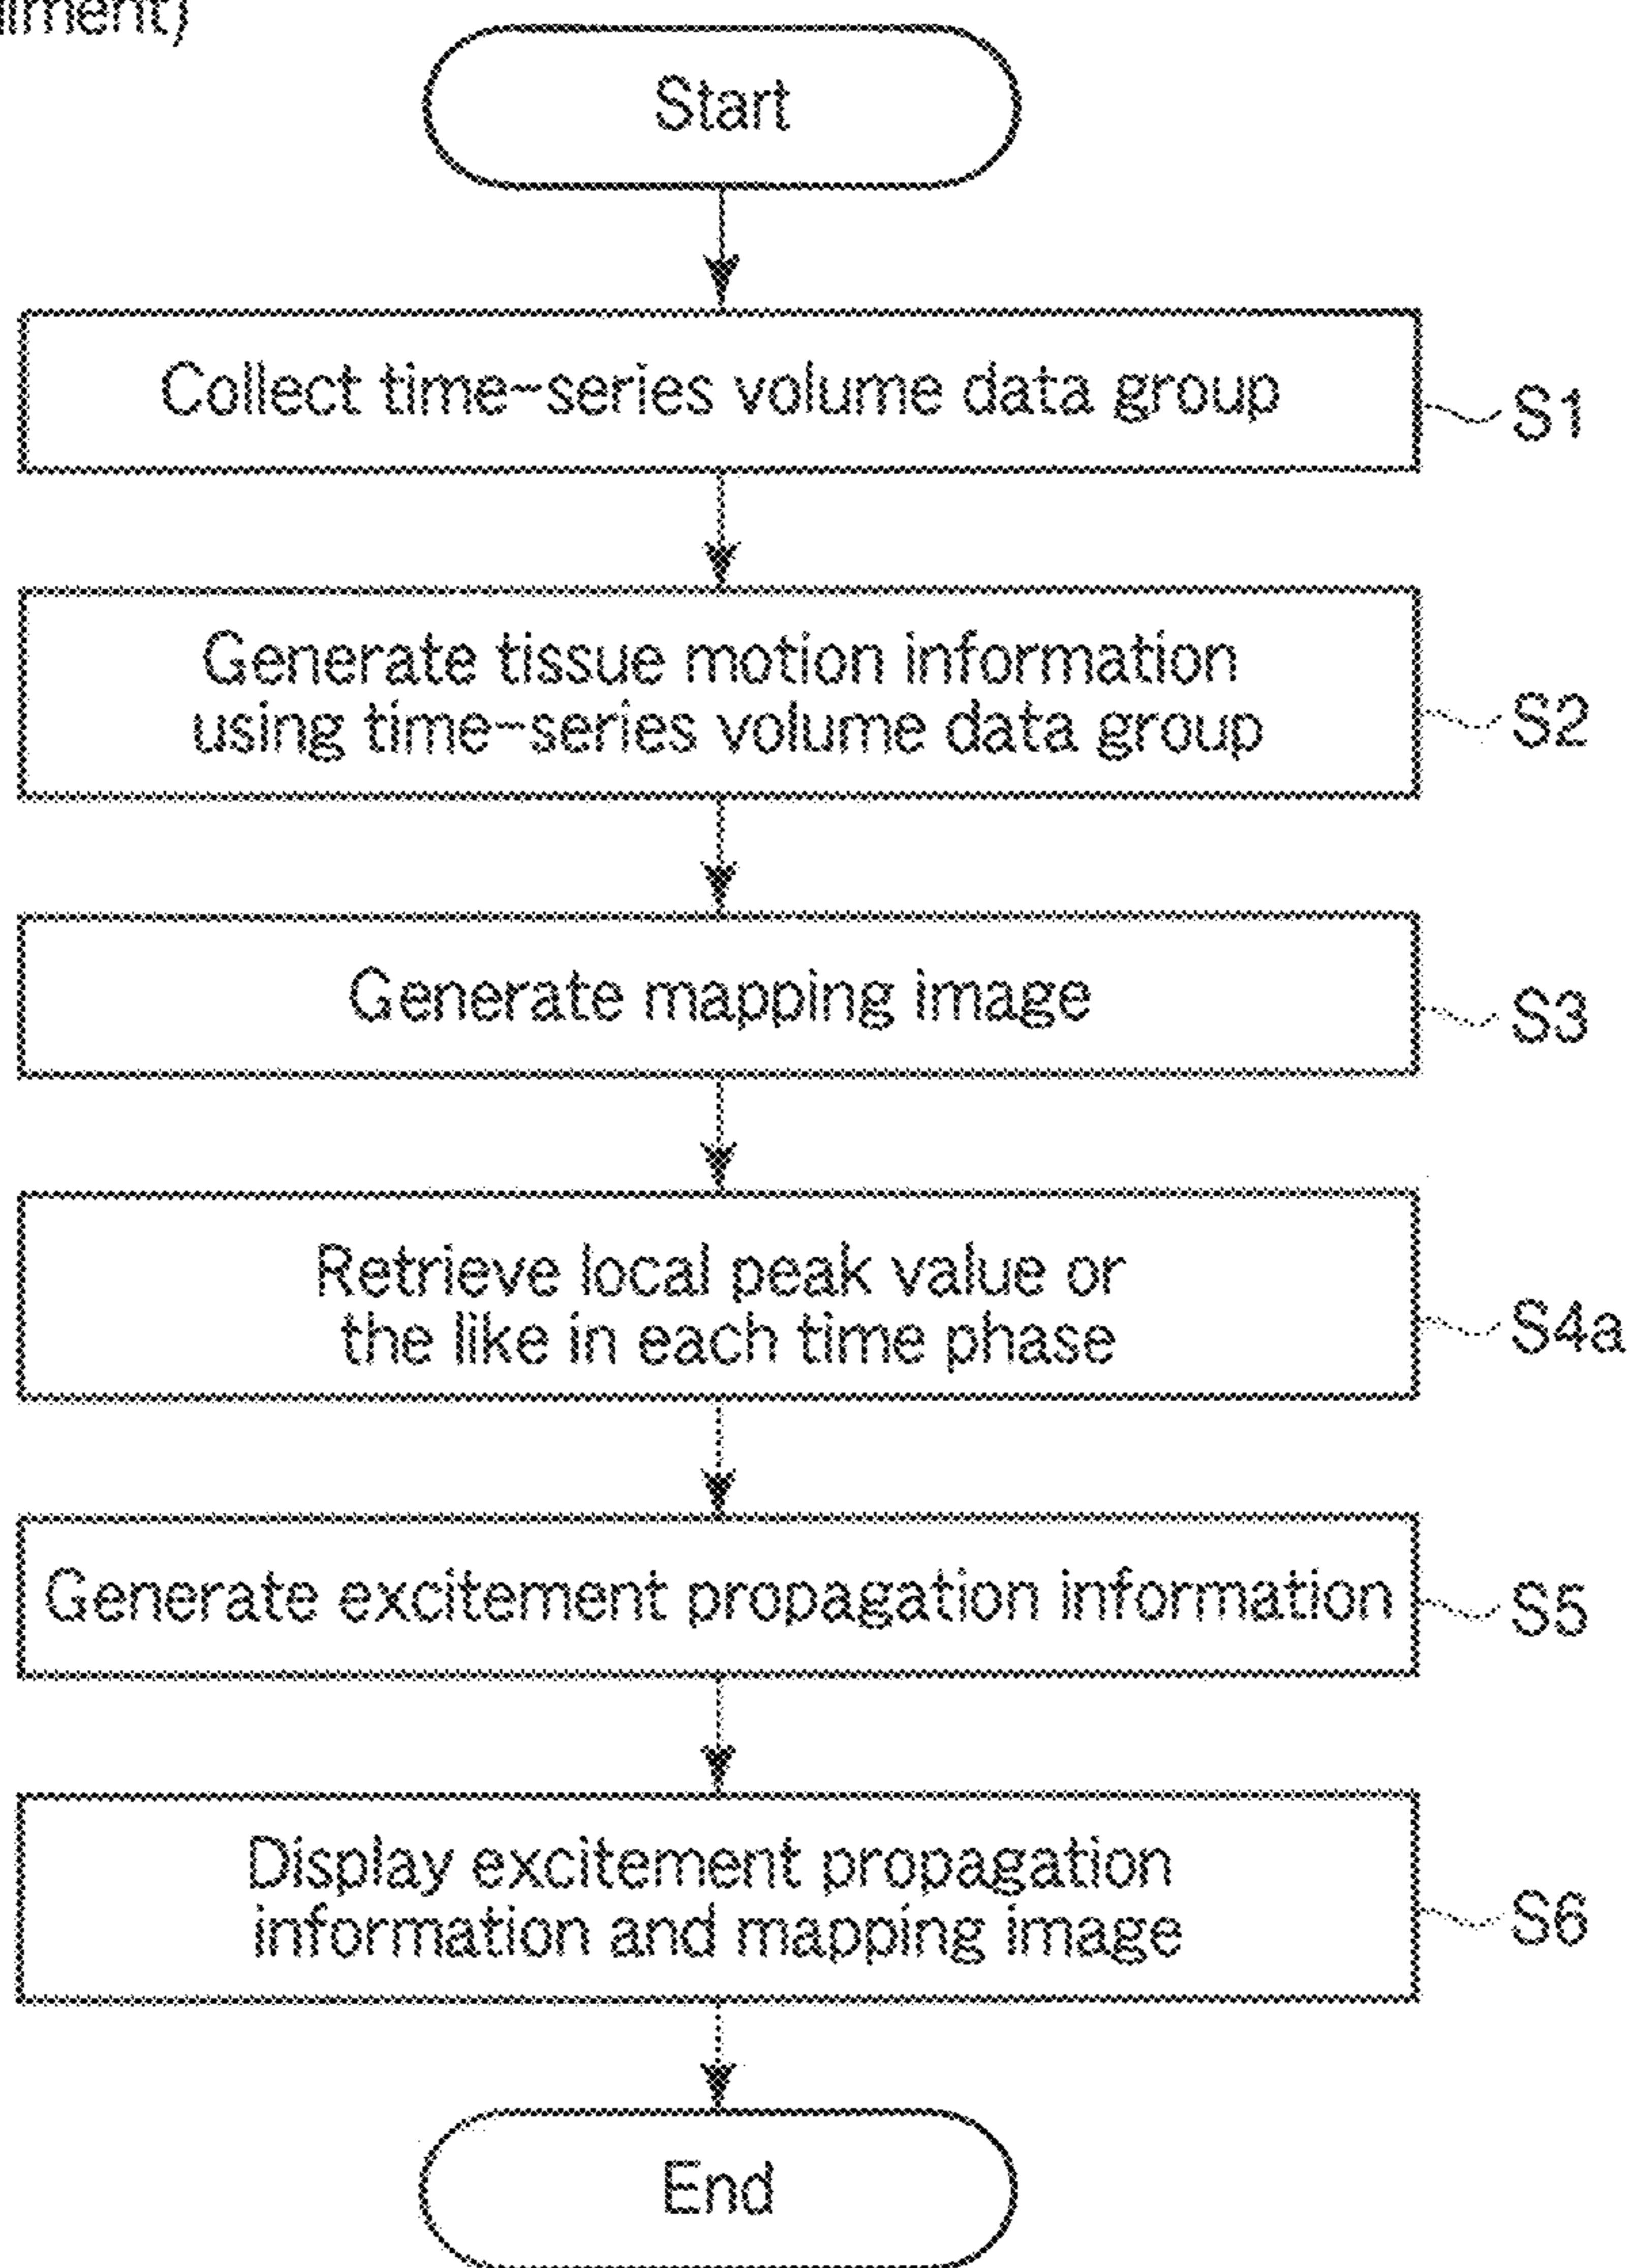 Start
Collect time-series volume data group
S1
Generate tissue motion information
using time-series volume data group
S2
Generate mapping image
S3
Retrieve local peak value or
the like in each time phase
S4a
Generate excitement propagation information
S5
Display excitement propagation
information and mapping image
S6
End